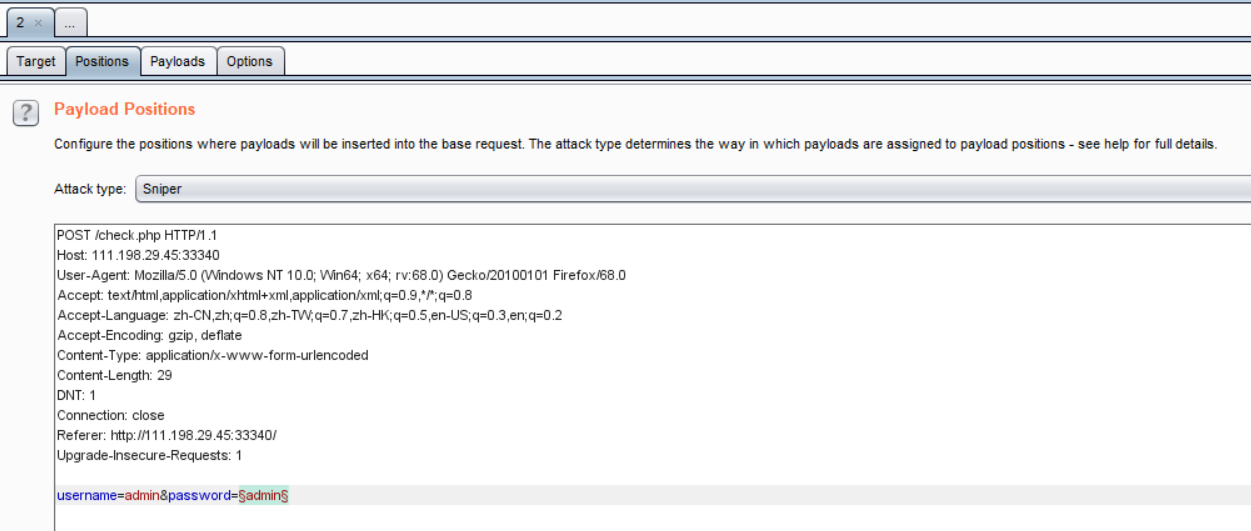 2 × ...
Target Positions Payloads Options
? Payload Positions
Configure the positions where payloads will be inserted into the base request. The attack type determines the way in which payloads are assigned to payload positions - see help for full details.
Attack type: Sniper
POST /check.php HTTP/1.1
Host: 111.198.29.45:33340
User-Agent: Mozilla/5.0 (Windows NT 10.0; Win64; x64; rv:68.0) Gecko/20100101 Firefox/68.0
Accept: text/html,application/xhtml+xml,application/xml;q=0.9,*/*;q=0.8
Accept-Language: zh-CN,zh;q=0.8,zh-TW;q=0.7,zh-HK;q=0.5,en-US;q=0.3,en;q=0.2
Accept-Encoding: gzip, deflate
Content-Type: application/x-www-form-urlencoded
Content-Length: 29
DNT: 1
Connection: close
Referer: http://111.198.29.45:33340/
Upgrade-Insecure-Requests: 1
username=admin&password=§admin§